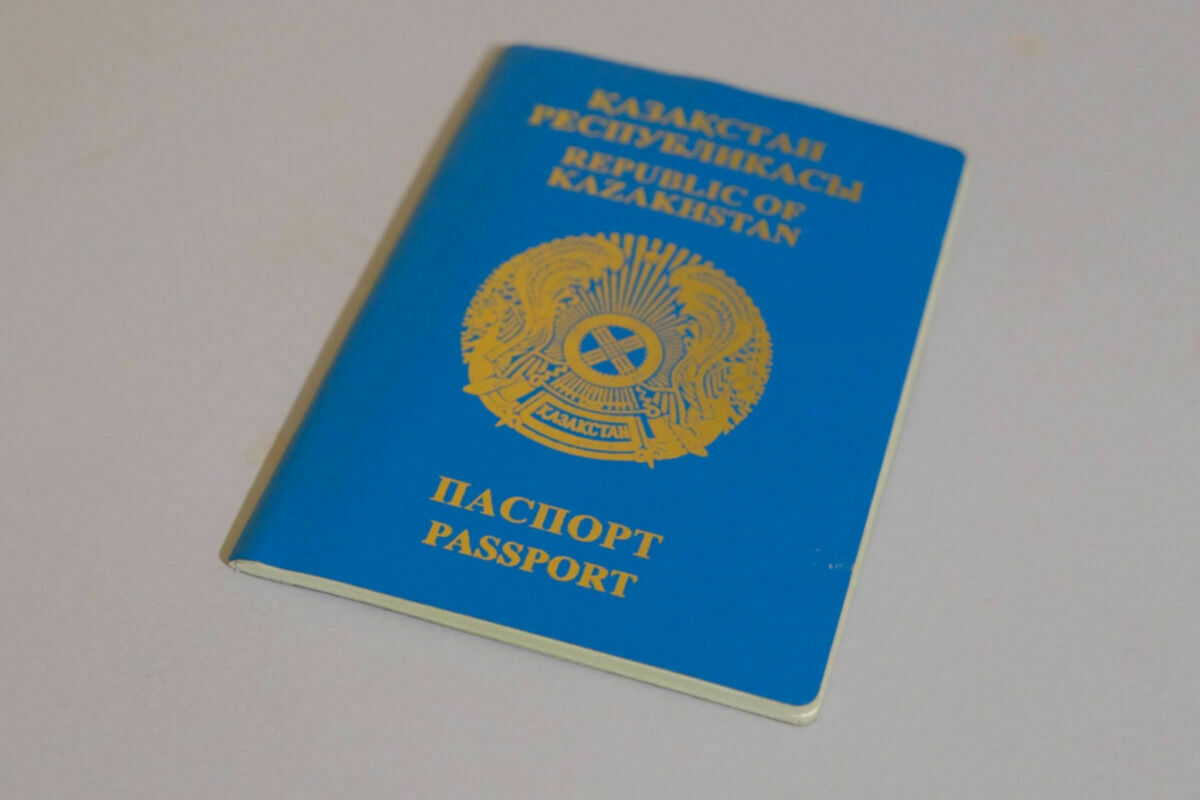 ҚАЗАҚСТАН
РЕСПУБЛИКАСЫ
REPUBLIC OF
KAZAKHSTAN
ҚАЗАҚСТАН
ПАСПОРТ
PASSPORT